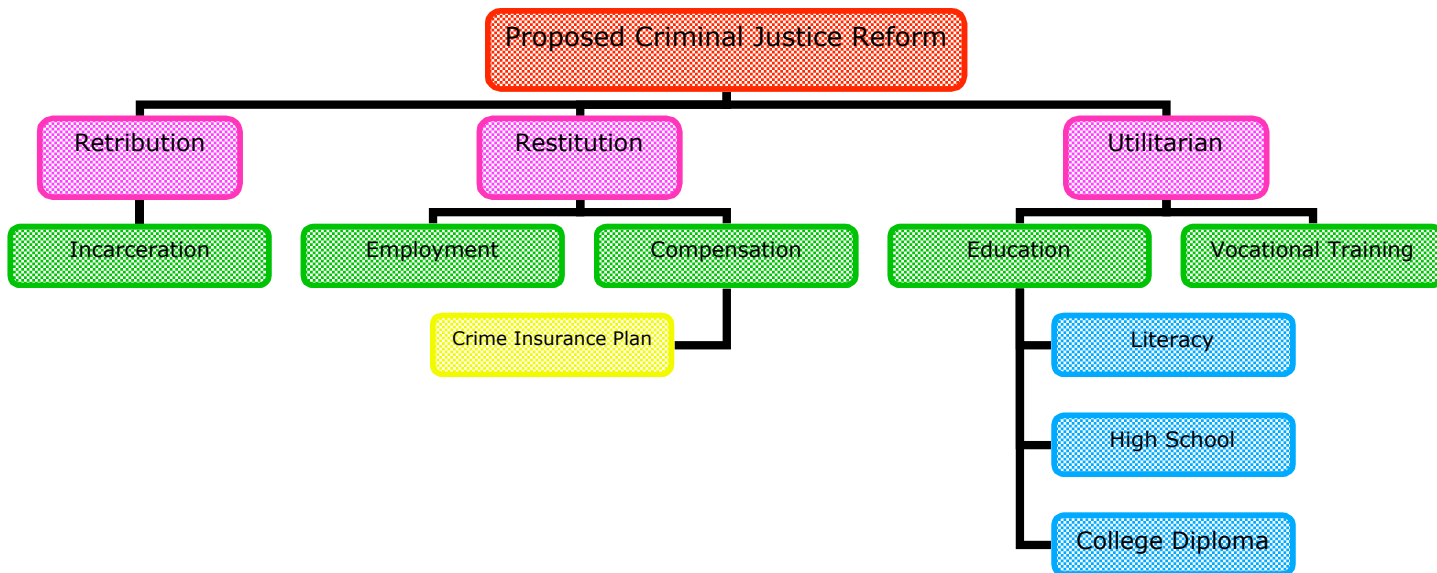 Proposed Criminal Justice Reform
Retribution
Restitution
Utilitarian
Incarceration
Employment
Compensation
Education
Vocational Training
Crime Insurance Plan
Literacy
High School
College Diploma